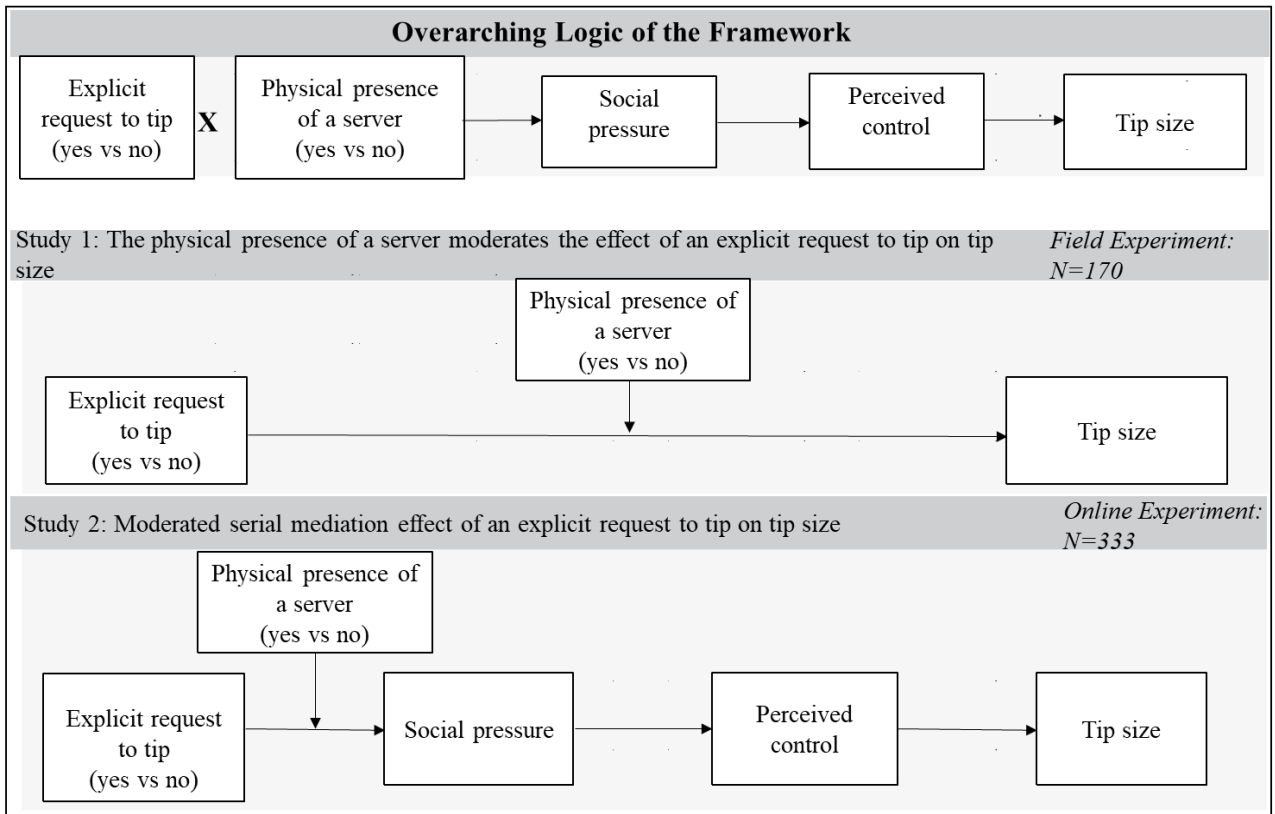 Overarching Logic of the Framework
Explicit
request to tip
(yes vs no)
X
Physical presence
of a server
(yes vs no)
Social
pressure
Perceived
control
Tip size
Study 1: The physical presence of a server moderates the effect of an explicit request to tip on tip
size
Field Experiment:
N=170
Physical presence of
a server
(yes vs no)
Explicit request
to tip
(yes vs no)
Tip size
Study 2: Moderated serial mediation effect of an explicit request to tip on tip size
Online Experiment:
N=333
Physical presence of
a server
(yes vs no)
Explicit request
to tip
(yes vs no)
Social pressure
Perceived
control
Tip size